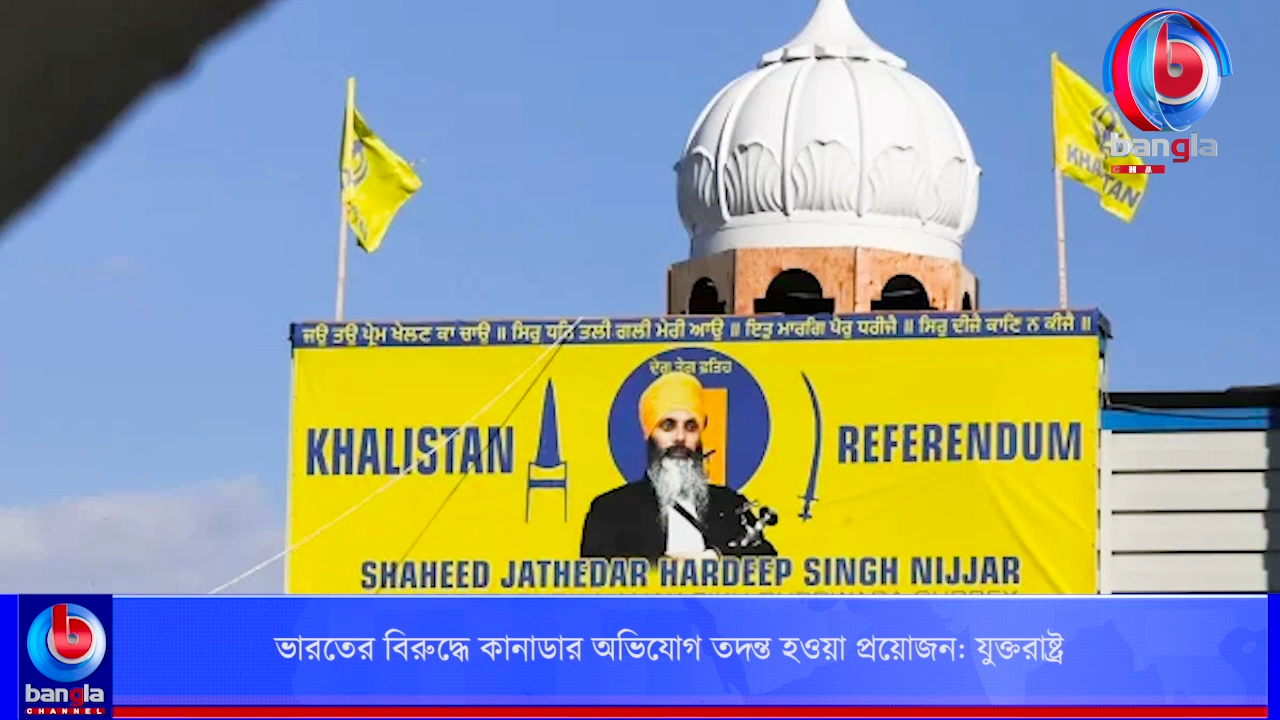 bangla
KHALISTAN
ਜਉ ਤਉ ਪ੍ਰੇਮ ਖੇਲਣ ਕਾ ਚਾਉ ॥ ਸਿਰੁ ਧਰਿ ਤਲੀ ਗਲੀ ਮੇਰੀ ਆਉ ॥ ਇਤੁ ਮਾਰਗਿ ਪੈਰੁ ਧਰੀਜੈ ॥ ਸਿਰੁ ਦੀਜੈ ਕਾਣਿ ਨ ਕੀਜੈ ॥
ਦੇਗ ਤੇਗ ਫ਼ਤਿਹ
KHALISTAN
REFERENDUM
SHAHEED JATHEDAR HARDEEP SINGH NIJJAR
ভারতের বিরুদ্ধে কানাডার অভিযোগ তদন্ত হওয়া প্রয়োজন: যুক্তরাষ্ট্র
bangla
CHANNEL